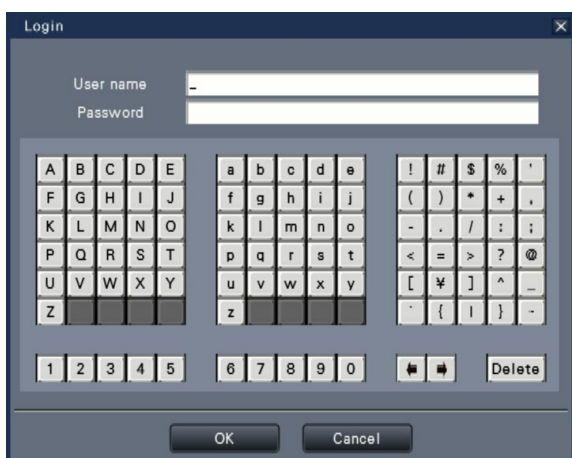 Login
User name _
Password
A B C D E a b c d e ! # $ % '
F G H I J f g h i j ( ) * + ,
K L M N O k l m n o - . / : ;
P Q R S T p q r s t < = > ? @
U V W X Y u v w x y [ ¥ ] ^ _
Z z ` { | } ~
1 2 3 4 5 6 7 8 9 0 Delete
OK Cancel